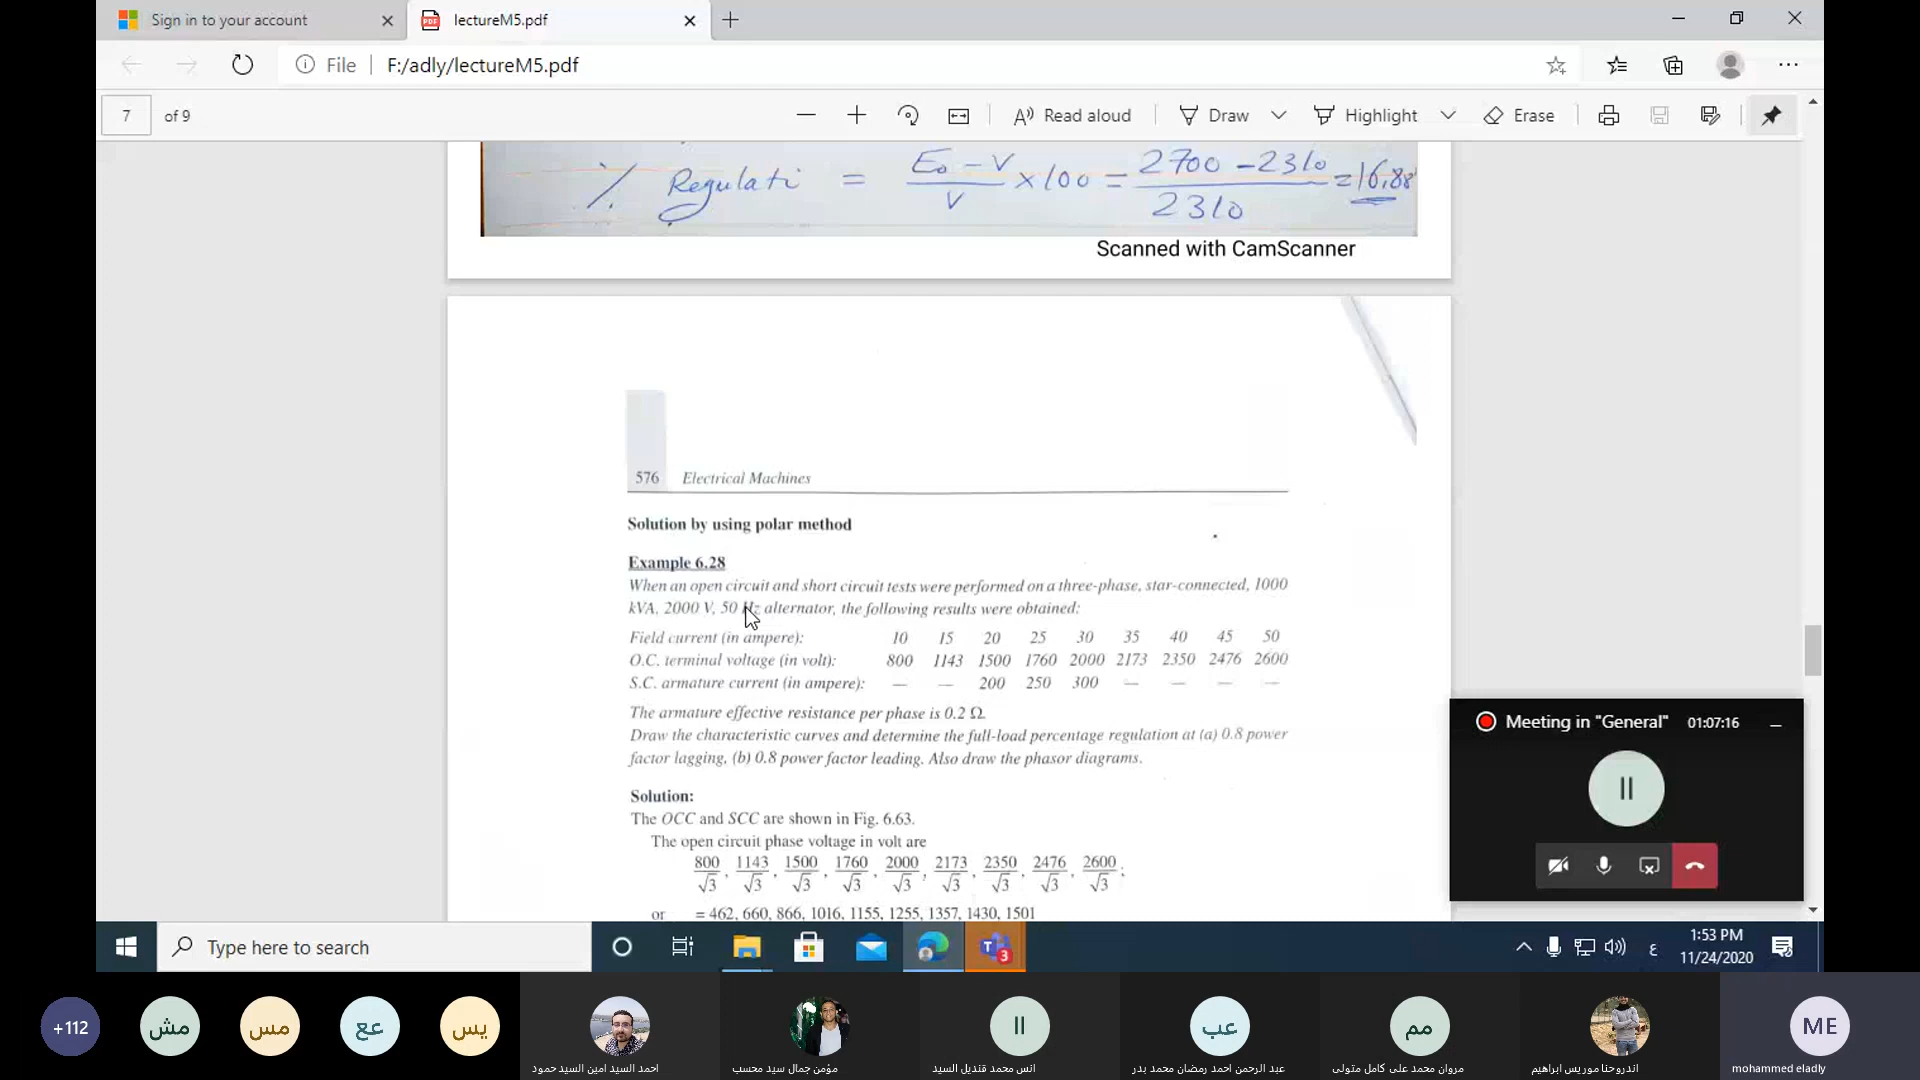 Sign in to your account
lectureM5.pdf
File F:/adly/lectureM5.pdf
7 of 9
Read aloud
Draw
Highlight
Erase
% Regulati = E₀ - V / V × 100 = 2700 - 2310 / 2310 = 16.88
Scanned with CamScanner
576 Electrical Machines
Solution by using polar method
Example 6.28
When an open circuit and short circuit tests were performed on a three-phase, star-connected, 1000
kVA, 2000 V, 50 Hz alternator, the following results were obtained:
Field current (in ampere): 10 15 20 25 30 35 40 45 50
O.C. terminal voltage (in volt): 800 1143 1500 1760 2000 2173 2350 2476 2600
S.C. armature current (in ampere): — — 200 250 300 — — — —
The armature effective resistance per phase is 0.2 Ω.
Draw the characteristic curves and determine the full-load percentage regulation at (a) 0.8 power
factor lagging, (b) 0.8 power factor leading. Also draw the phasor diagrams.
Solution:
The OCC and SCC are shown in Fig. 6.63.
The open circuit phase voltage in volt are
800/√3, 1143/√3, 1500/√3, 1760/√3, 2000/√3, 2173/√3, 2350/√3, 2476/√3, 2600/√3;
or = 462, 660, 866, 1016, 1155, 1255, 1357, 1430, 1501
Meeting in "General" 01:07:16
II
Type here to search
3
ع
1:53 PM
11/24/2020
+112
مش
مس
عع
يس
II
عب
مم
ME
احمد السيد امين السيد حمود
مؤمن جمال سيد محسب
انس محمد قنديل السيد
عبد الرحمن احمد رمضان محمد بدر
مروان محمد على كامل متولى
اندروحنا موريس ابراهيم
mohammed eladly